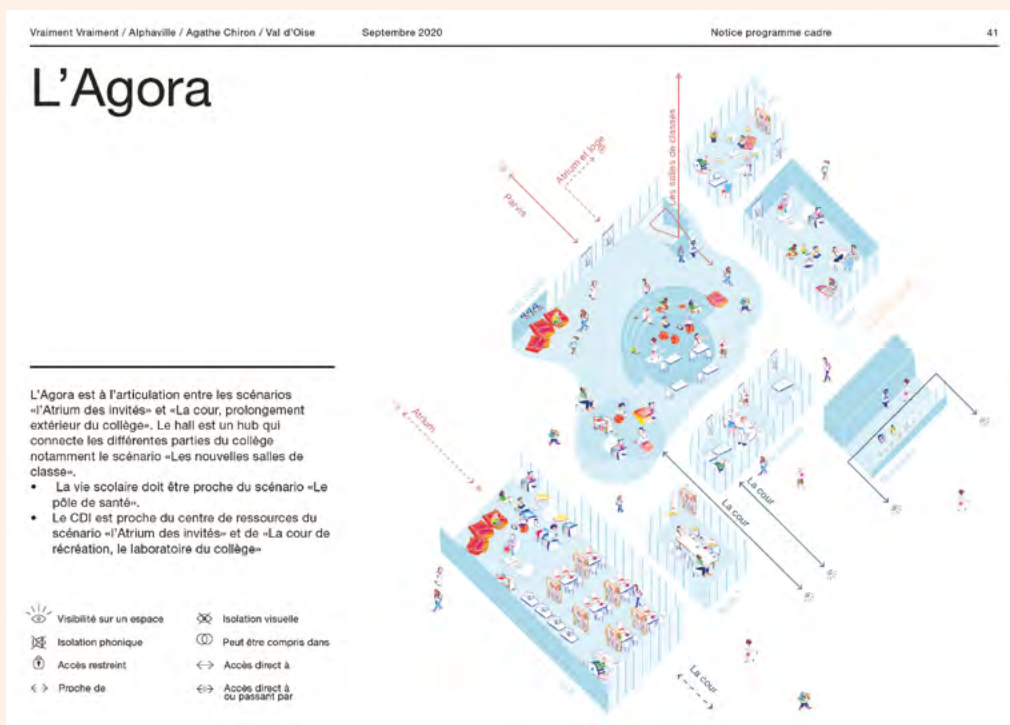 Vraiment Vraiment / Alphaville / Agathe Chiron / Val d'Oise
Septembre 2020
Notice programme cadre
41
L'Agora
L'Agora est à l'articulation entre les scénarios
«l'Atrium des invités» et «La cour, prolongement
extérieur du collège». Le hall est un hub qui
connecte les différentes parties du collège
notamment le scénario «Les nouvelles salles de
classe».
• La vie scolaire doit être proche du scénario «Le
pôle de santé».
• Le CDI est proche du centre de ressources du
scénario «l'Atrium des invités» et de «La cour de
récréation, le laboratoire du collège»
Visibilité sur un espace
Isolation visuelle
Isolation phonique
Peut être compris dans
Accès restreint
Accès direct à
Proche de
Accès direct à
ou passant par
Parvis
Atrium et loge
Les salles de classes
Atrium
La cour
La cour
La cour